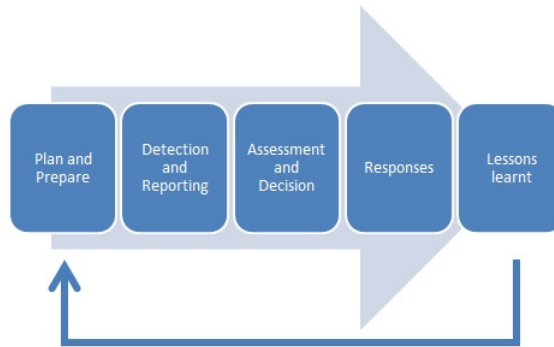 Plan and
Prepare
Detection
and
Reporting
Assessment
and
Decision
Responses
Lessons
learnt